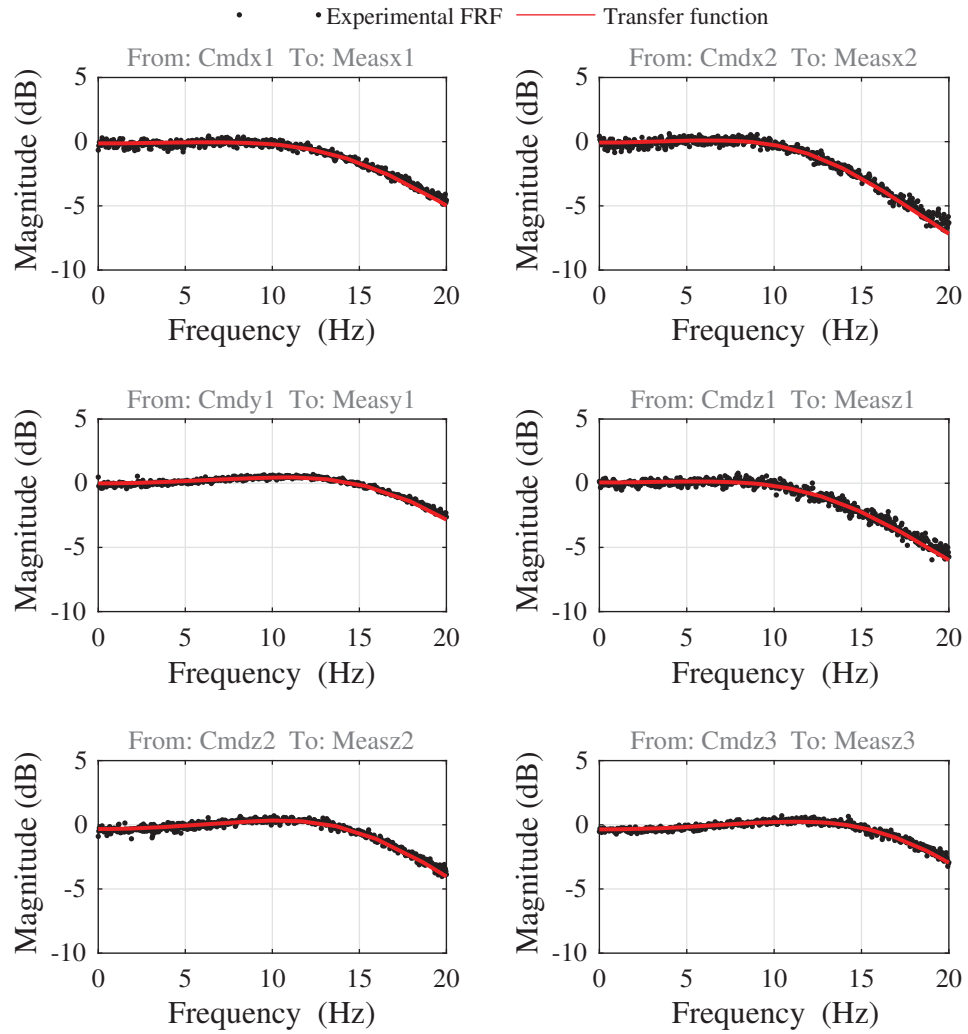 Experimental FRF Transfer function
From: Cmdx1 To: Measx1
5
0
-5
-10
Magnitude (dB)
0 5 10 15 20
Frequency (Hz)
From: Cmdx2 To: Measx2
5
0
-5
-10
Magnitude (dB)
0 5 10 15 20
Frequency (Hz)
From: Cmdy1 To: Measy1
5
0
-5
-10
Magnitude (dB)
0 5 10 15 20
Frequency (Hz)
From: Cmdz1 To: Measz1
5
0
-5
-10
Magnitude (dB)
0 5 10 15 20
Frequency (Hz)
From: Cmdz2 To: Measz2
5
0
-5
-10
Magnitude (dB)
0 5 10 15 20
Frequency (Hz)
From: Cmdz3 To: Measz3
5
0
-5
-10
Magnitude (dB)
0 5 10 15 20
Frequency (Hz)